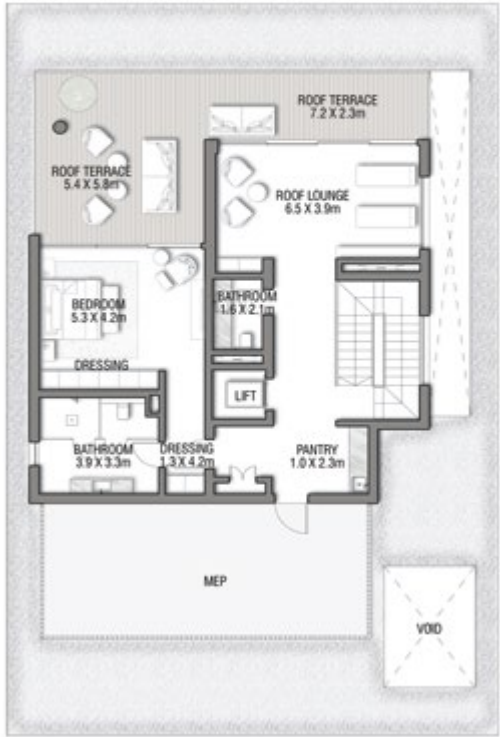 ROOF TERRACE
7.2 X 2.3m
ROOF TERRACE
5.4 X 5.8m
ROOF LOUNGE
6.5 X 3.9m
BEDROOM
5.3 X 4.2m
BATHROOM
1.6 X 2.1m
DRESSING
LIFT
BATHROOM
3.9 X 3.3m
DRESSING
1.3 X 4.2m
PANTRY
1.0 X 2.3m
MEP
VOID